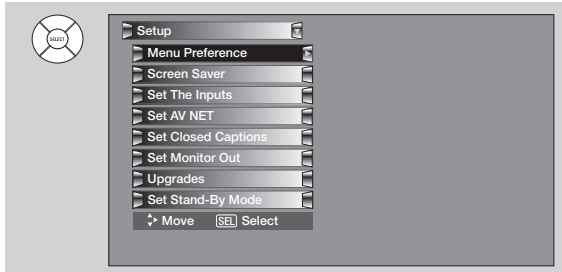 SELECT
Setup
Menu Preference
Screen Saver
Set The Inputs
Set AV NET
Set Closed Captions
Set Monitor Out
Upgrades
Set Stand-By Mode
Move SEL Select